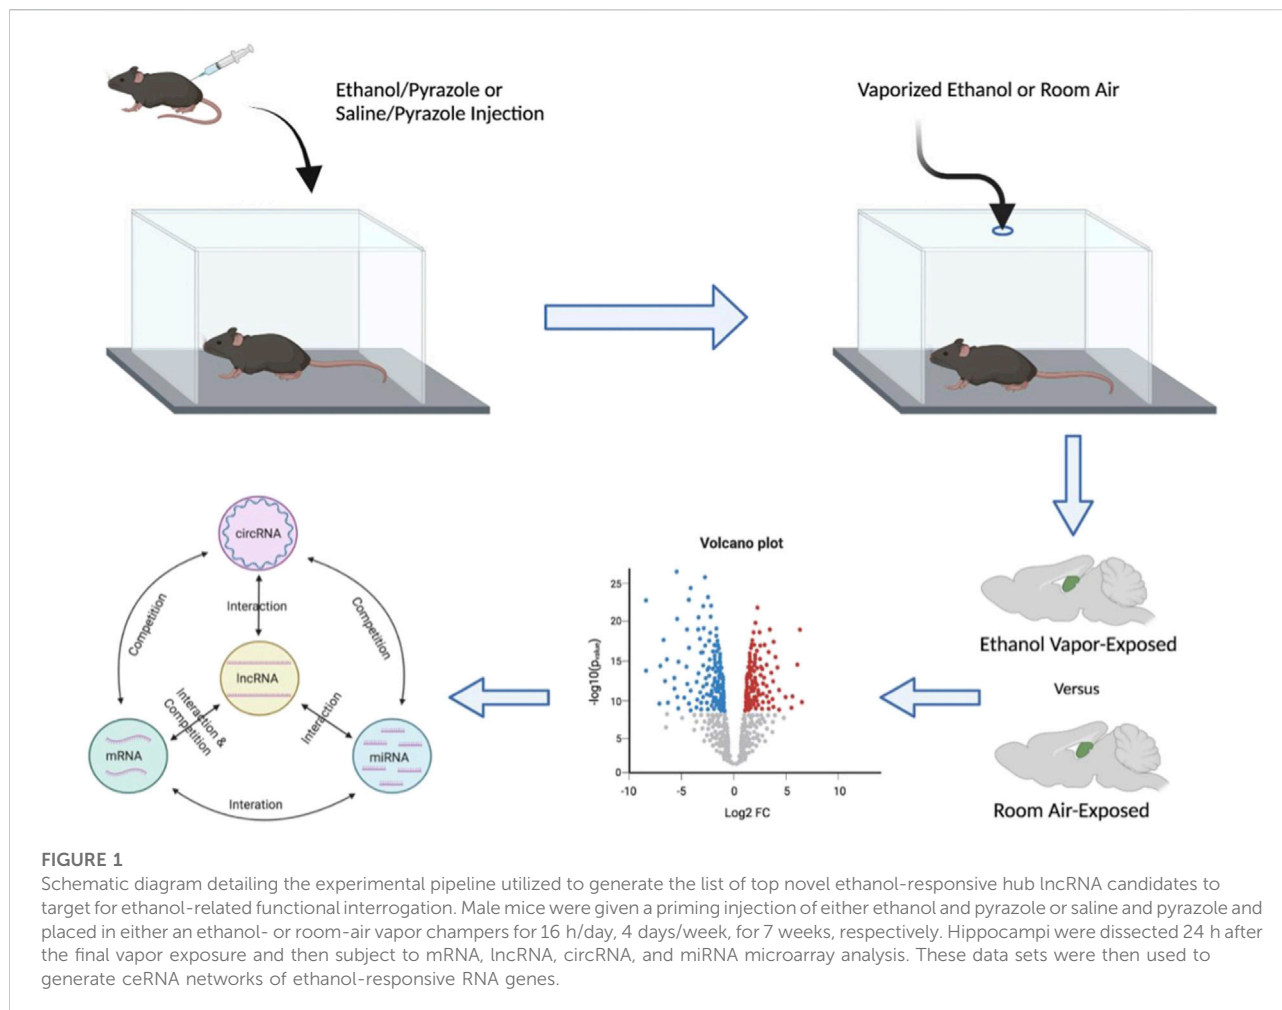 Ethanol/Pyrazole or
Saline/Pyrazole Injection
Vaporized Ethanol or Room Air
circRNA
Competition
Interaction
Competition
lncRNA
Interaction &
Competition
Interaction
mRNA
miRNA
Interation
Volcano plot
-log10(pvalue)
25
20
15
10
5
0
-10
-5
0
5
10
Log2 FC
Ethanol Vapor-Exposed
Versus
Room Air-Exposed
FIGURE 1
Schematic diagram detailing the experimental pipeline utilized to generate the list of top novel ethanol-responsive hub lncRNA candidates to
target for ethanol-related functional interrogation. Male mice were given a priming injection of either ethanol and pyrazole or saline and pyrazole and
placed in either an ethanol- or room-air vapor champers for 16 h/day, 4 days/week, for 7 weeks, respectively. Hippocampi were dissected 24 h after
the final vapor exposure and then subject to mRNA, lncRNA, circRNA, and miRNA microarray analysis. These data sets were then used to
generate ceRNA networks of ethanol-responsive RNA genes.